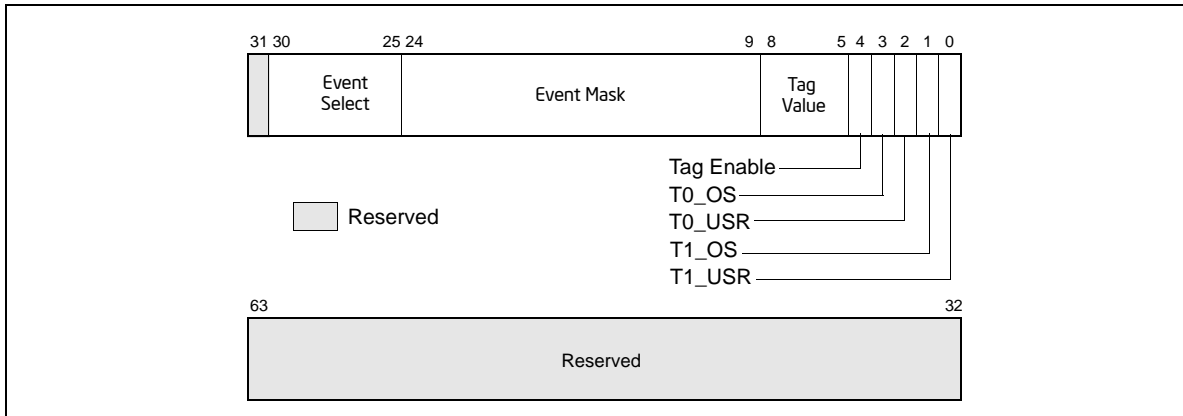 31 30 25 24 9 8 5 4 3 2 1 0
Event
Select
Event Mask
Tag
Value
Tag Enable
T0_OS
T0_USR
T1_OS
T1_USR
Reserved
63 32
Reserved